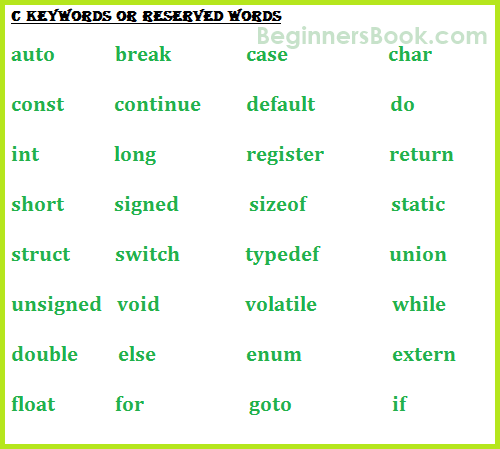 C KEYWORDS OR RESERVED WORDS
BeginnersBook.com
auto break case char
const continue default do
int long register return
short signed sizeof static
struct switch typedef union
unsigned void volatile while
double else enum extern
float for goto if